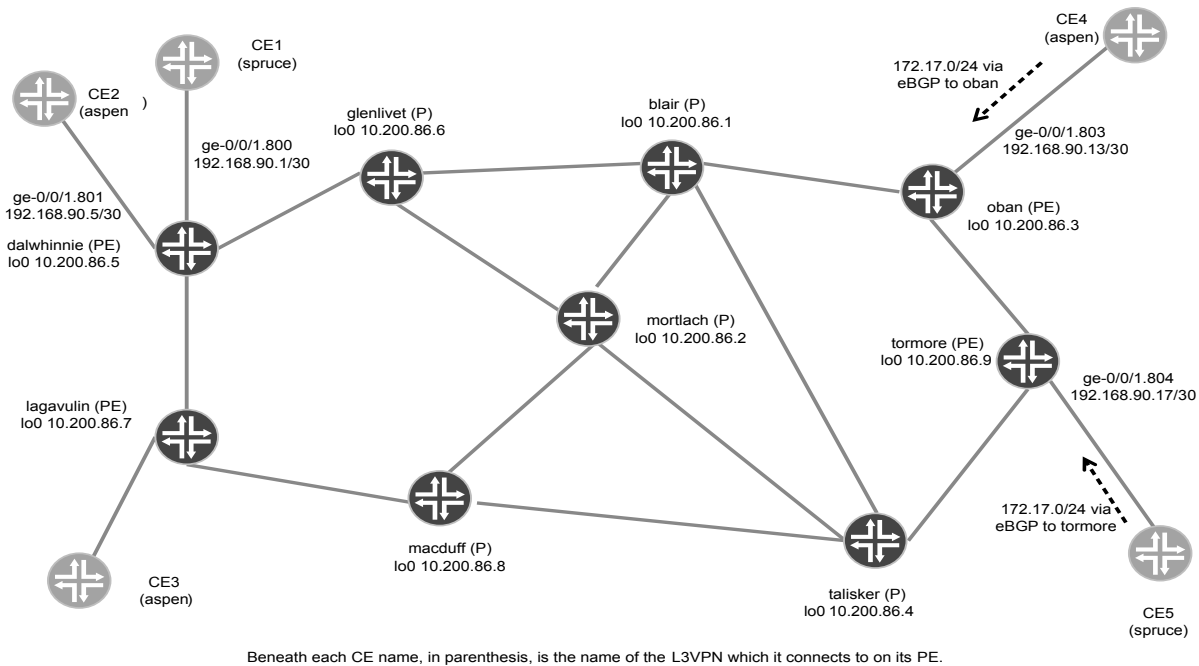 CE4
(aspen)
CE1
(spruce)
172.17.0/24 via
eBGP to oban
CE2
(aspen )
glenlivet (P)
lo0 10.200.86.6
blair (P)
lo0 10.200.86.1
ge-0/0/1.803
192.168.90.13/30
ge-0/0/1.800
192.168.90.1/30
ge-0/0/1.801
192.168.90.5/30
oban (PE)
lo0 10.200.86.3
dalwhinnie (PE)
lo0 10.200.86.5
mortlach (P)
lo0 10.200.86.2
tormore (PE)
lo0 10.200.86.9
ge-0/0/1.804
192.168.90.17/30
lagavulin (PE)
lo0 10.200.86.7
172.17.0/24 via
eBGP to tormore
macduff (P)
lo0 10.200.86.8
CE3
(aspen)
talisker (P)
lo0 10.200.86.4
CE5
(spruce)
Beneath each CE name, in parenthesis, is the name of the L3VPN which it connects to on its PE.